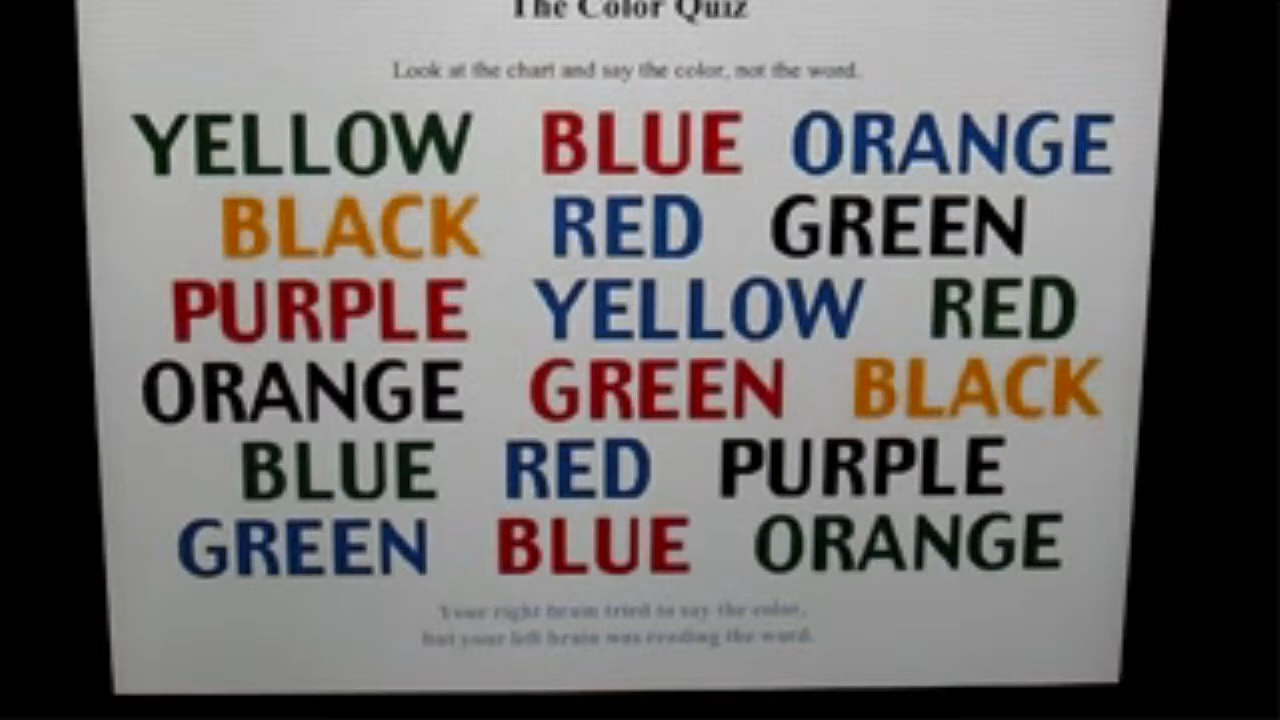 The Color Quiz
Look at the chart and say the color, not the word.
YELLOW BLUE ORANGE
BLACK RED GREEN
PURPLE YELLOW RED
ORANGE GREEN BLACK
BLUE RED PURPLE
GREEN BLUE ORANGE
Your right brain tried to say the color,
but your left brain was reading the word.